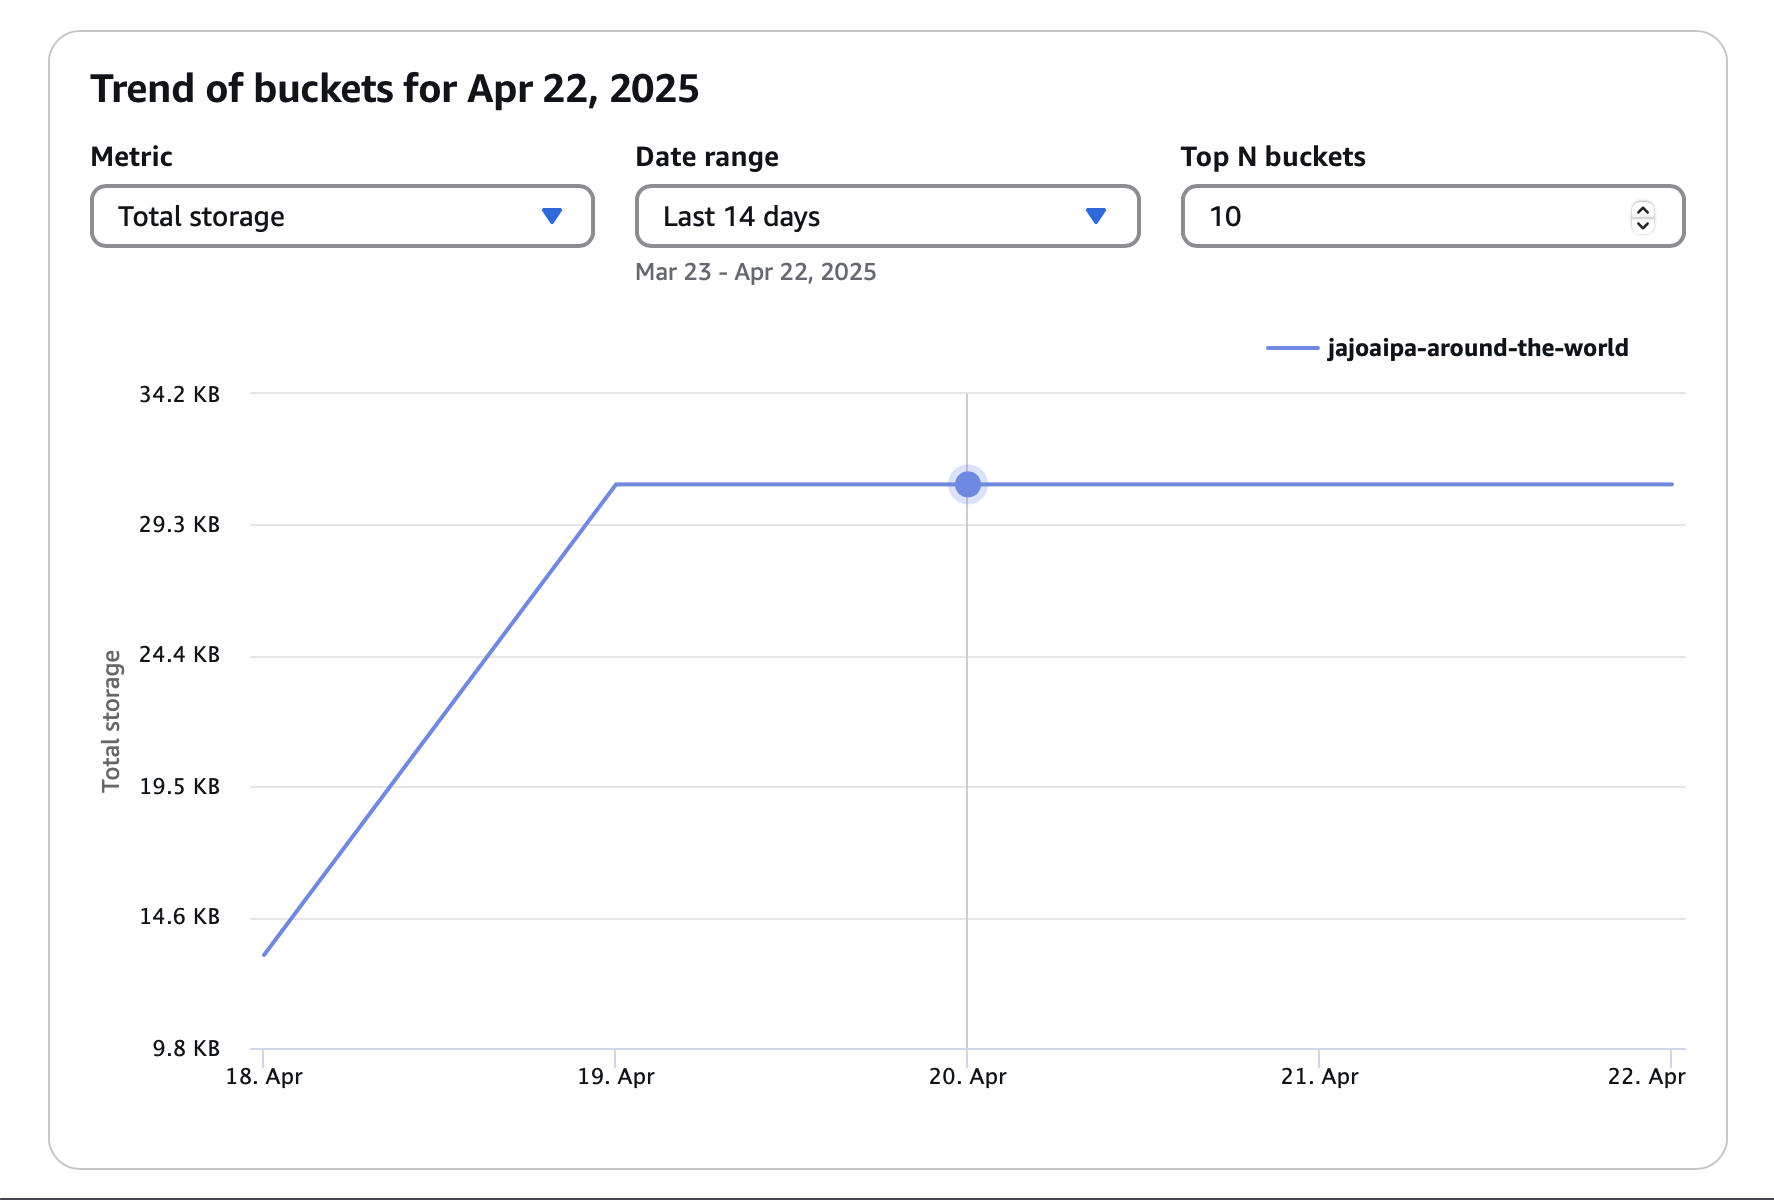 Trend of buckets for Apr 22, 2025
Metric
Date range
Top N buckets
Total storage
Last 14 days
10
Mar 23 - Apr 22, 2025
jajoaipa-around-the-world
34.2 KB
29.3 KB
24.4 KB
19.5 KB
14.6 KB
9.8 KB
Total storage
18. Apr
19. Apr
20. Apr
21. Apr
22. Apr